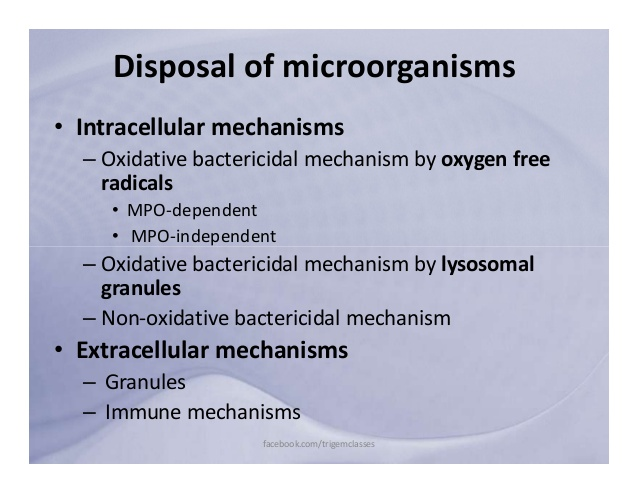 Disposal of microorganisms
• Intracellular mechanisms
– Oxidative bactericidal mechanism by oxygen free
radicals
• MPO-dependent
• MPO-independent
– Oxidative bactericidal mechanism by lysosomal
granules
– Non-oxidative bactericidal mechanism
• Extracellular mechanisms
– Granules
– Immune mechanisms
facebook.com/trigemclasses